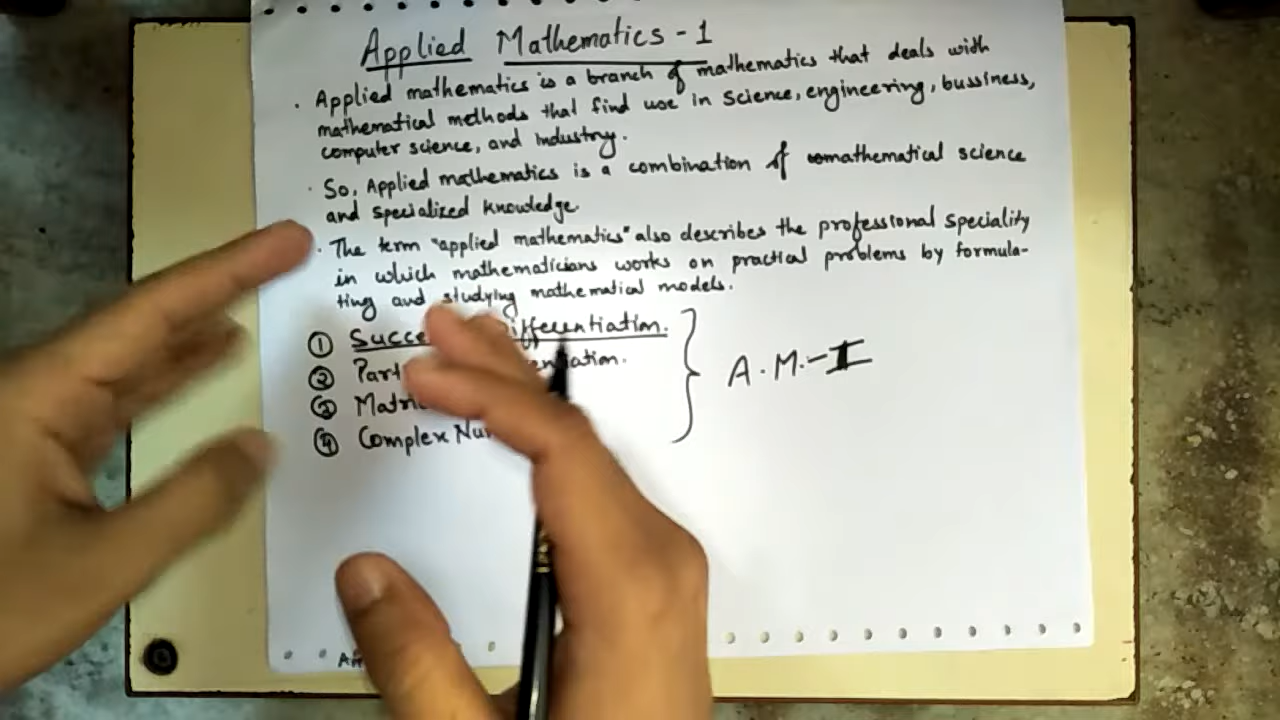 Applied Mathematics - 1
. Applied mathematics is a branch of mathematics that deals with
mathematical methods that find use in science, engineering, bussiness,
computer science, and industry.
. So, Applied mathematics is a combination of mathematical science
and specialized knowledge.
. The term "applied mathematics" also describes the professional speciality
in which mathematicians works on practical problems by formula-
ting and studying mathematical models.
① Succe ifferentiation.
② Part entiation.
③ Matri
④ Complex Nu
A.M.-I